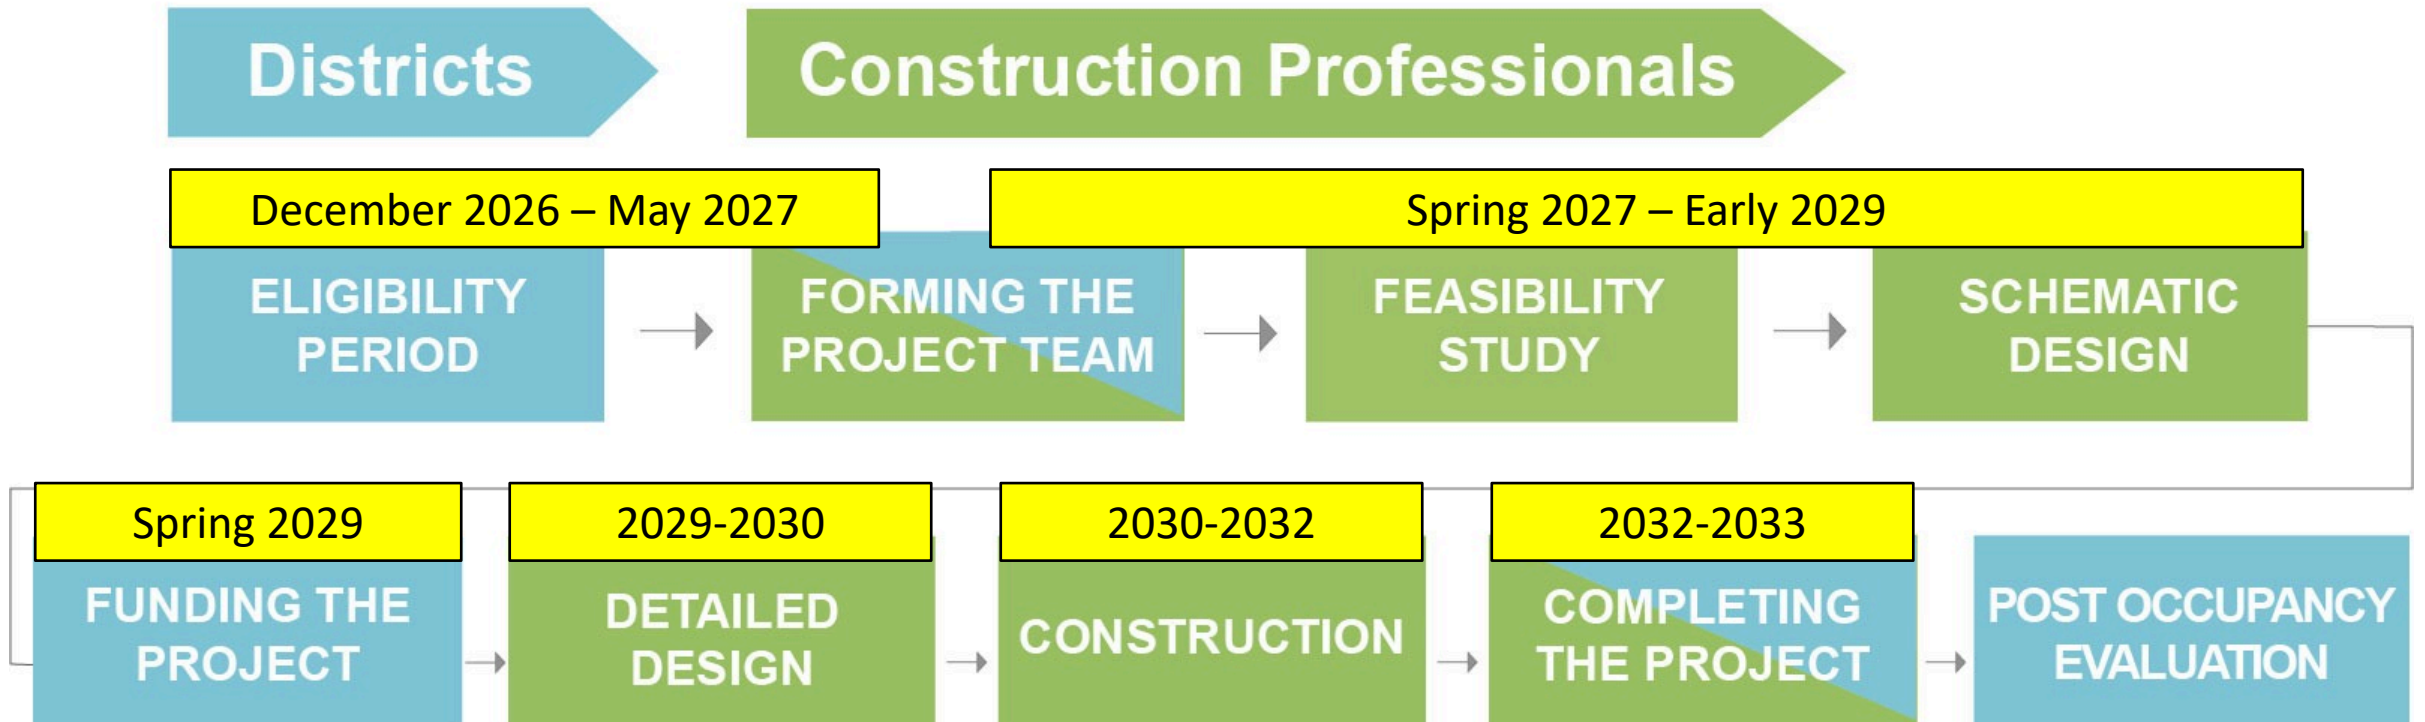 Districts
Construction Professionals
December 2026 – May 2027
Spring 2027 – Early 2029
ELIGIBILITY
PERIOD
FORMING THE
PROJECT TEAM
FEASIBILITY
STUDY
SCHEMATIC
DESIGN
Spring 2029
2029-2030
2030-2032
2032-2033
FUNDING THE
PROJECT
DETAILED
DESIGN
CONSTRUCTION
COMPLETING
THE PROJECT
POST OCCUPANCY
EVALUATION